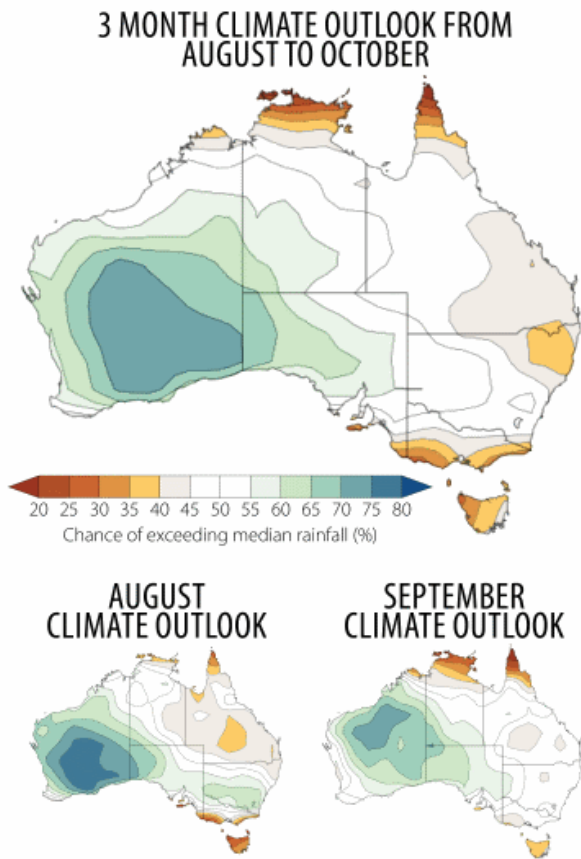 3 MONTH CLIMATE OUTLOOK FROM
AUGUST TO OCTOBER
20 25 30 35 40 45 50 55 60 65 70 75 80
Chance of exceeding median rainfall (%)
AUGUST
CLIMATE OUTLOOK
SEPTEMBER
CLIMATE OUTLOOK